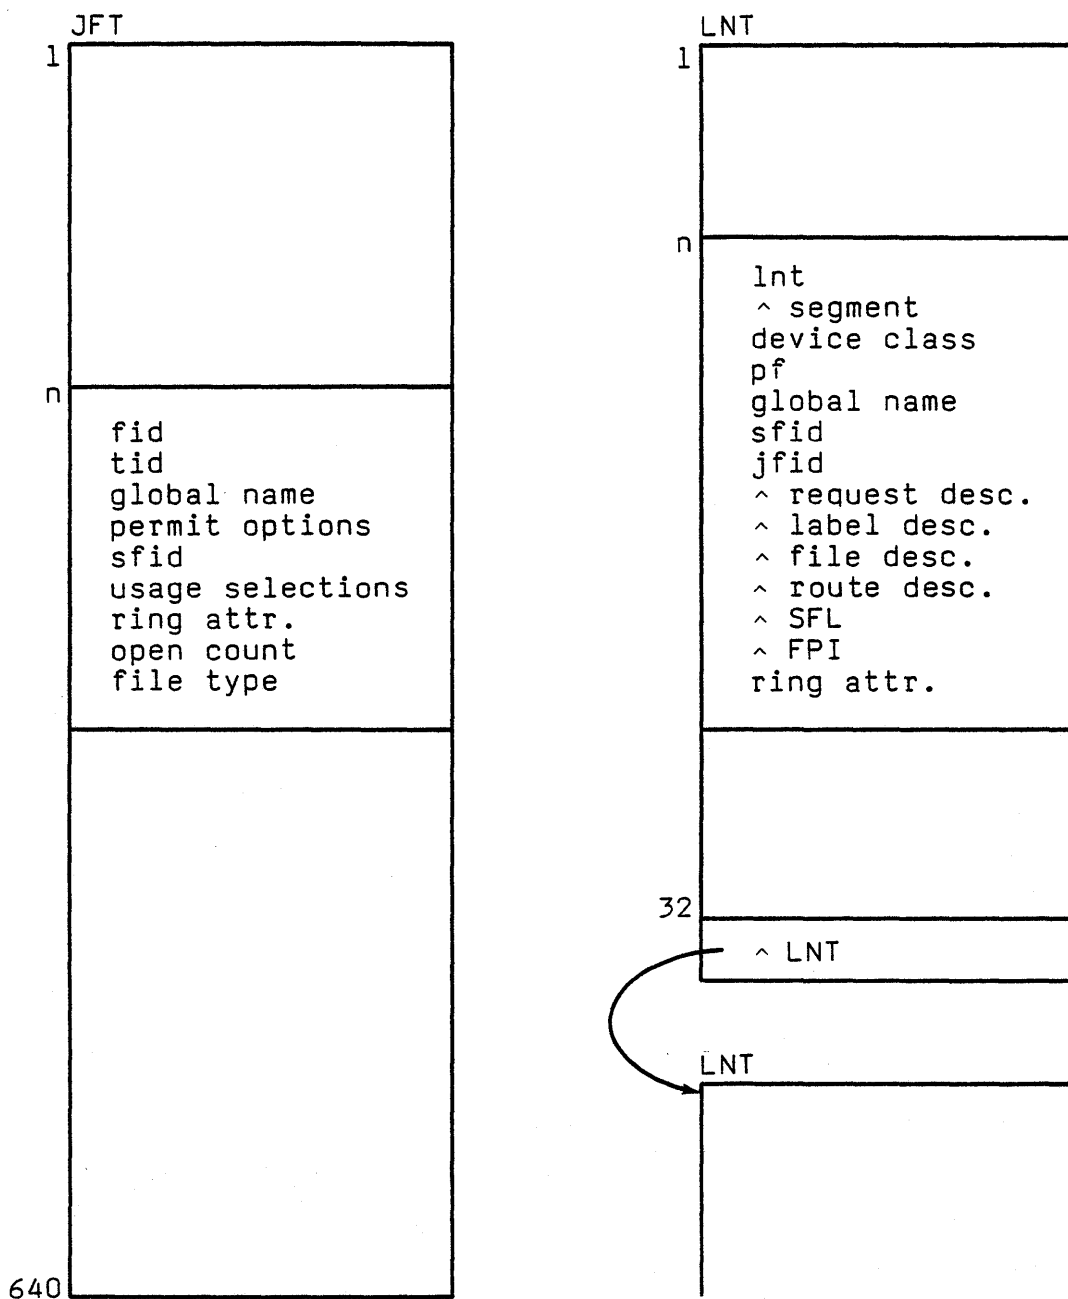 JFT
1
n
fid
tid
global name
permit options
sfid
usage selections
ring attr.
open count
file type
640
LNT
1
n
lnt
^ segment
device class
pf
global name
sfid
jfid
^ request desc.
^ label desc.
^ file desc.
^ route desc.
^ SFL
^ FPI
ring attr.
32
^ LNT
LNT